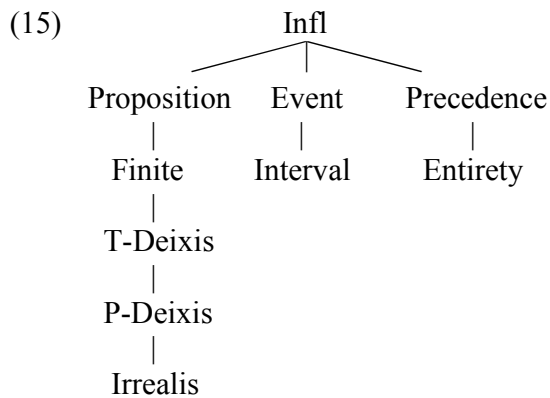 (15) Infl
Proposition Event Precedence
Finite Interval Entirety
T-Deixis
P-Deixis
Irrealis